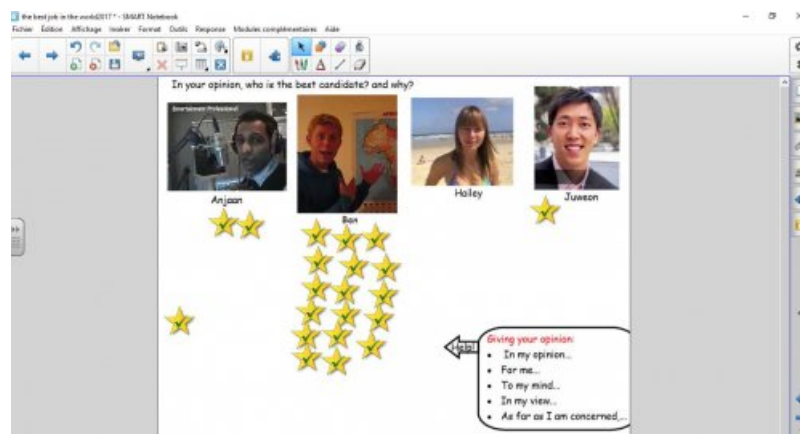 the best job in the world2017 * - SMART Notebook
Fichier Édition Affichage Insérer Format Outils Réponse Modules complémentaires Aide
In your opinion, who is the best candidate? and why?
Entertainment Professional
Anjaan
Ben
Hailey
Juweon
Help!
Giving your opinion:
• In my opinion...
• For me...
• To my mind...
• In my view...
• As far as I am concerned,...